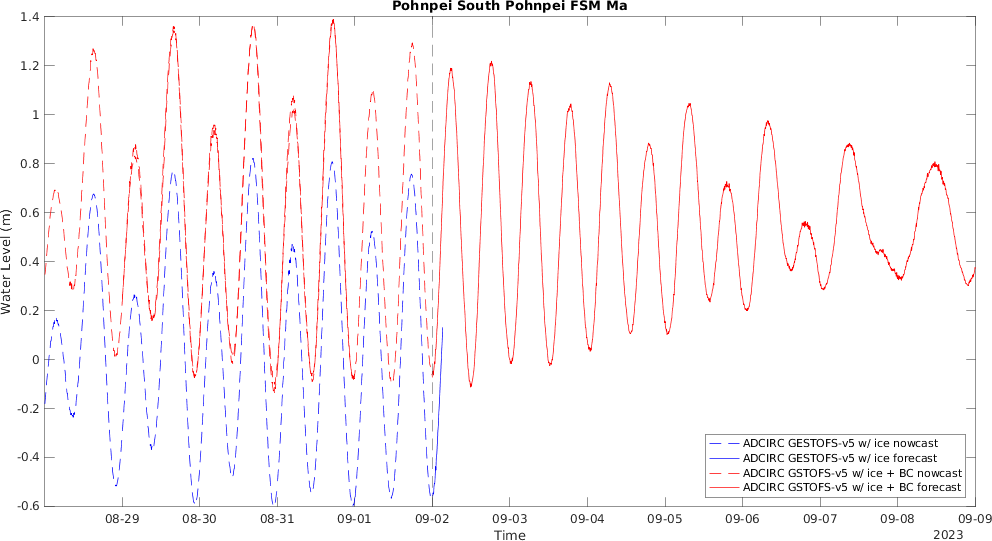 Pohnpei South Pohnpei FSM Ma
1.4
1.2
1
0.8
0.6
0.4
0.2
0
-0.2
-0.4
-0.6
Water Level (m)
ADCIRC GESTOFS-v5 w/ ice nowcast
ADCIRC GESTOFS-v5 w/ ice forecast
ADCIRC GSTOFS-v5 w/ ice + BC nowcast
ADCIRC GSTOFS-v5 w/ ice + BC forecast
08-29 08-30 08-31 09-01 09-02 09-03 09-04 09-05 09-06 09-07 09-08 09-09
Time
2023